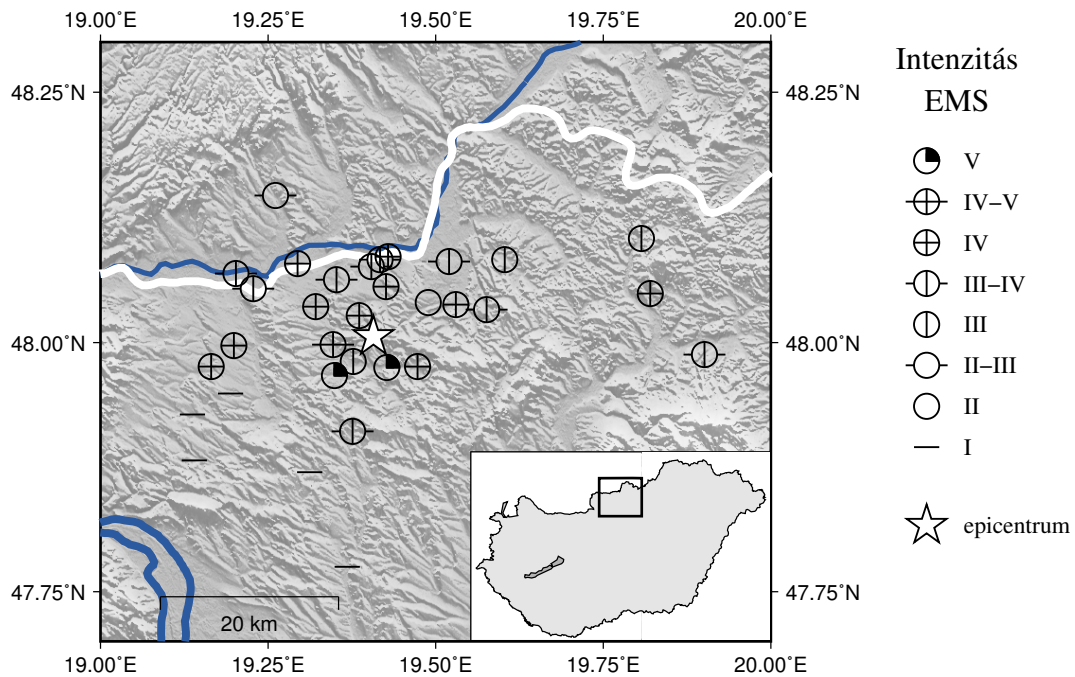 19.00˚E 19.25˚E 19.50˚E 19.75˚E 20.00˚E
48.25˚N 48.25˚N
48.00˚N 48.00˚N
47.75˚N 47.75˚N
20 km
19.00˚E 19.25˚E 19.50˚E 19.75˚E 20.00˚E
Intenzitás
EMS
V
IV–V
IV
III–IV
III
II–III
II
I
epicentrum